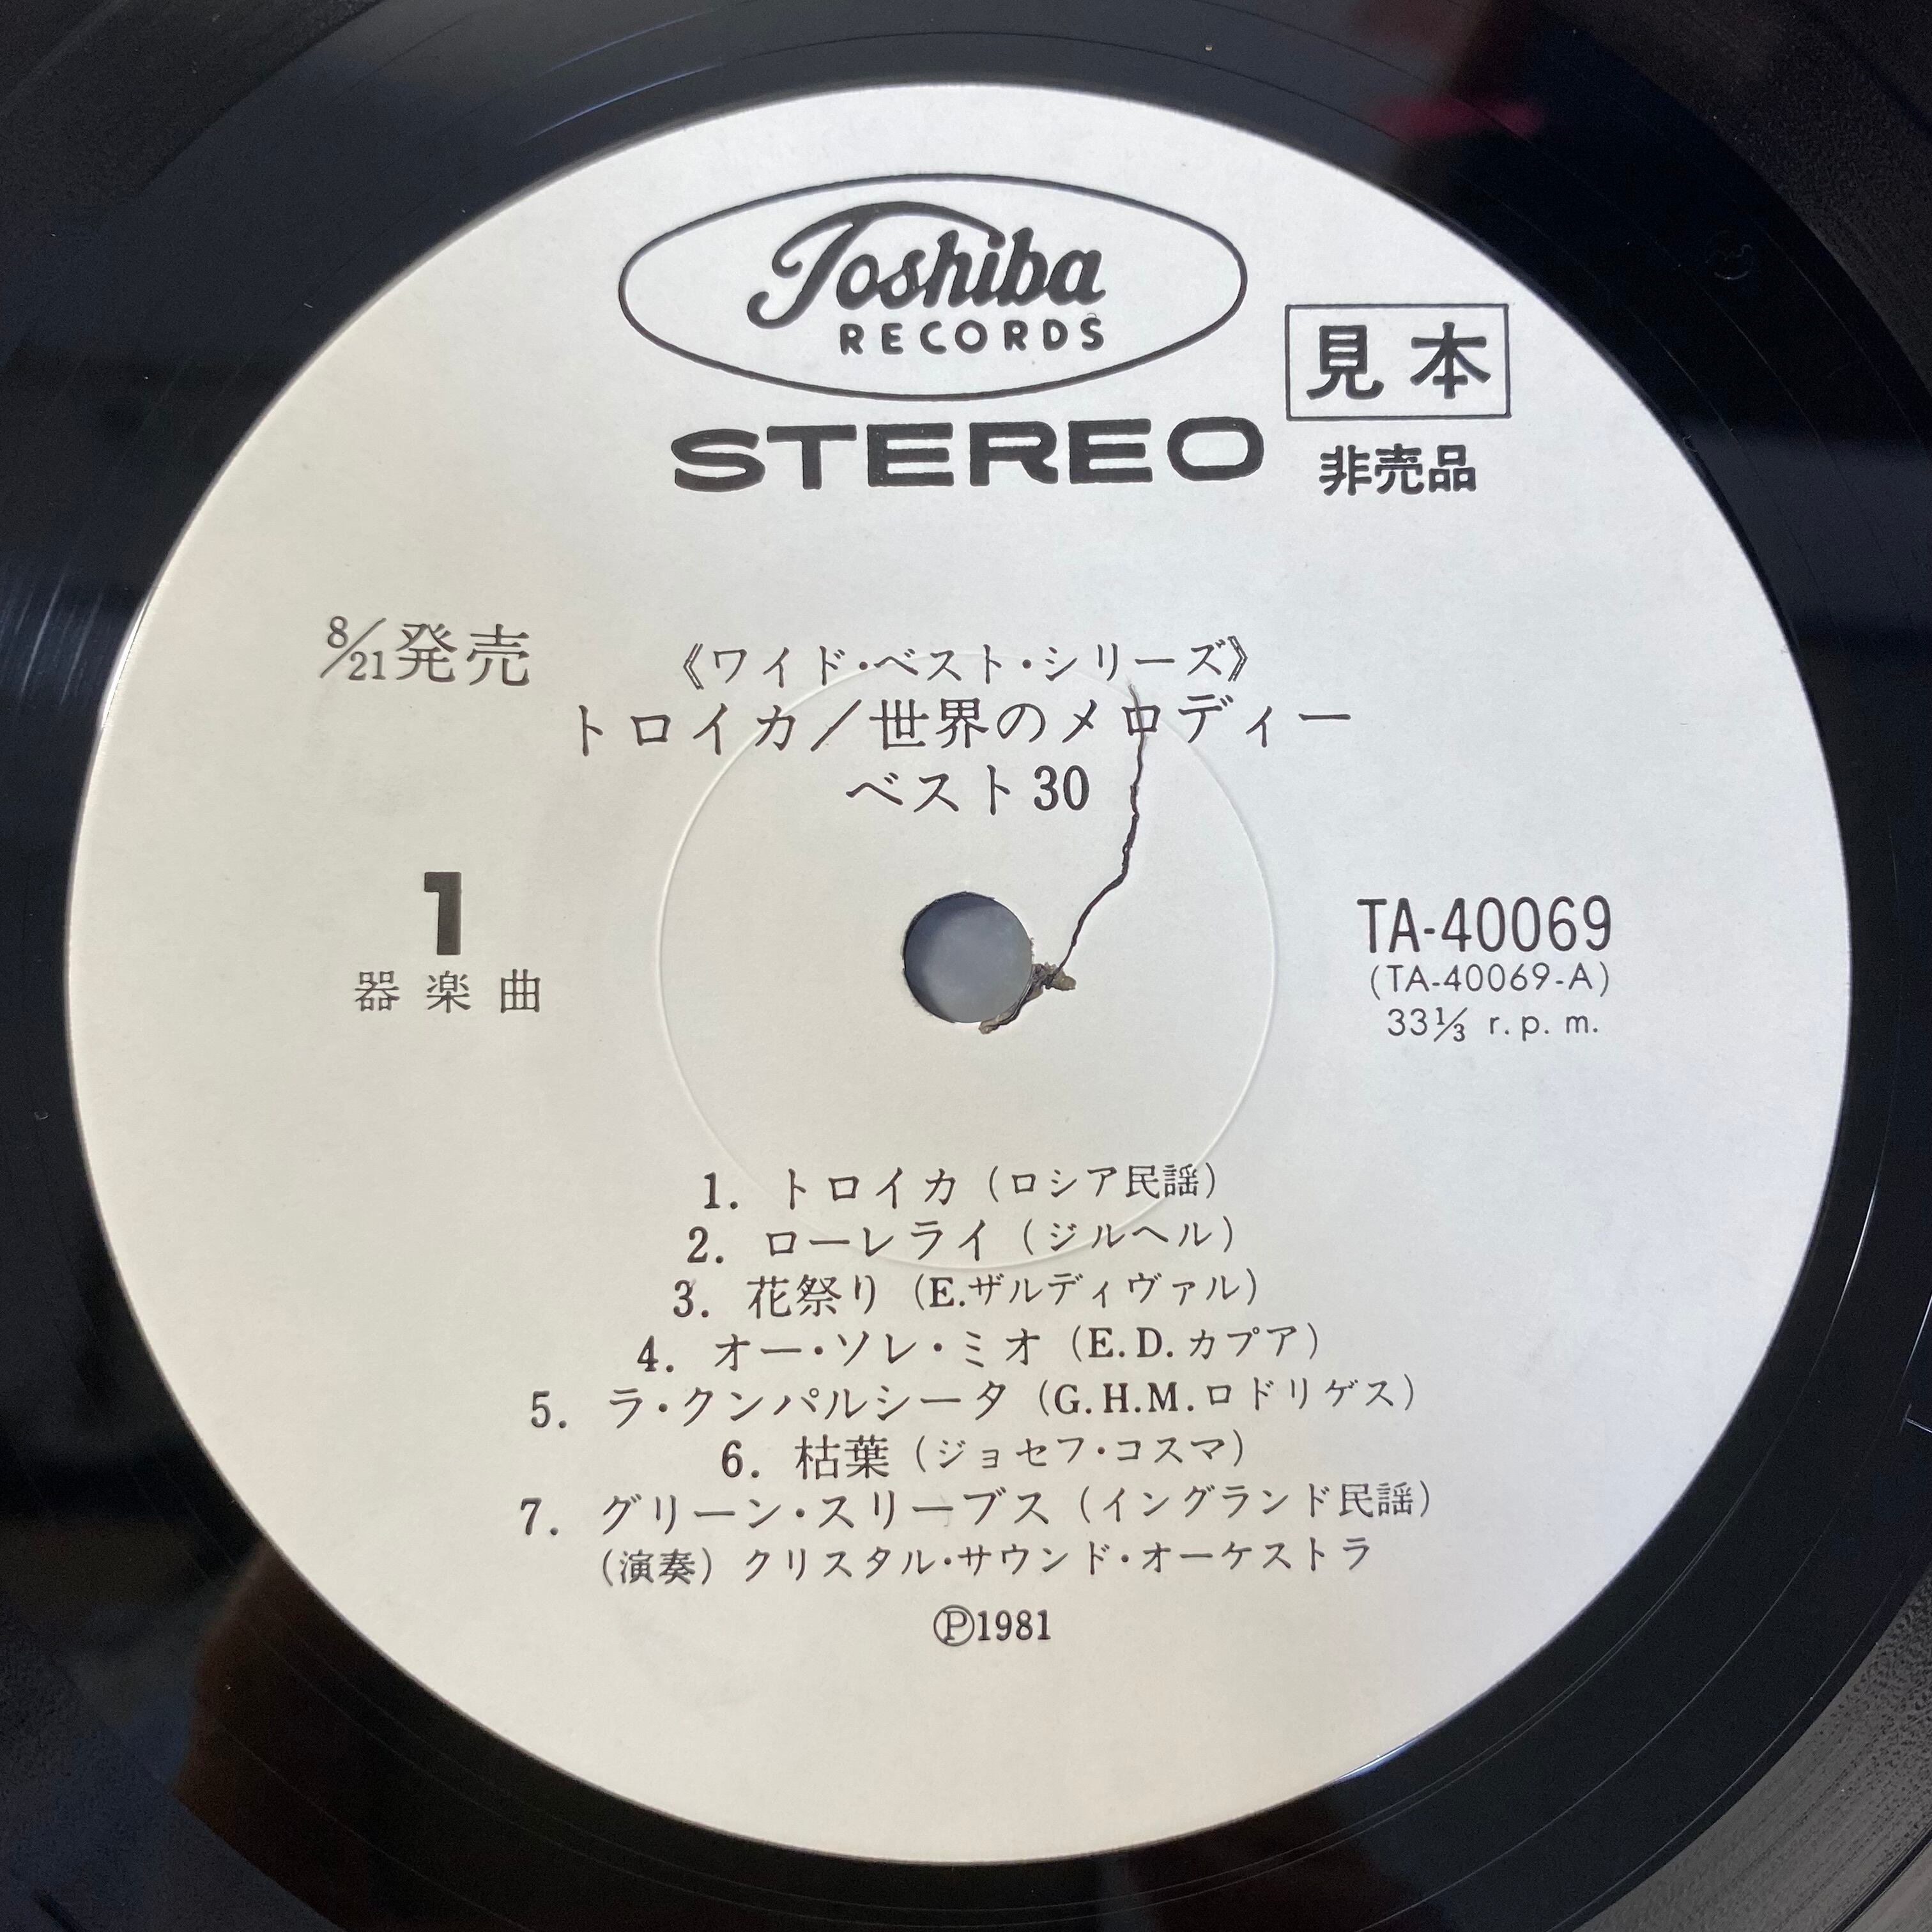 Toshiba
RECORDS
STEREO
見本
非売品
8/21発売
《ワイド・ベスト・シリーズ》
トロイカ／世界のメロディー
ベスト30
1
器楽曲
TA-40069
(TA-40069-A)
33⅓ r.p.m.
1. トロイカ（ロシア民謡）
2. ローレライ（ジルヘル）
3. 花祭り（E.ザルディヴァル）
4. オー・ソレ・ミオ（E.D.カプア）
5. ラ・クンパルシータ（G.H.M.ロドリゲス）
6. 枯葉（ジョセフ・コスマ）
7. グリーン・スリーブス（イングランド民謡）
（演奏）クリスタル・サウンド・オーケストラ
Ⓟ1981